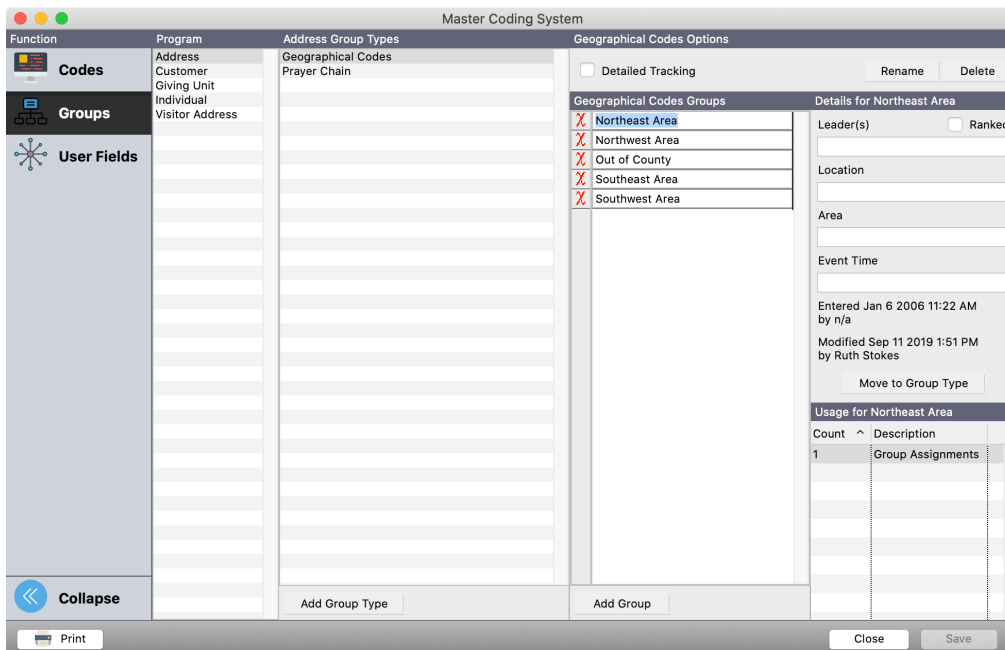 Master Coding System
Function
Program
Address Group Types
Geographical Codes Options
Codes
Groups
User Fields
Address
Customer
Giving Unit
Individual
Visitor Address
Geographical Codes
Prayer Chain
Detailed Tracking
Rename
Delete
Geographical Codes Groups
Details for Northeast Area
Northeast Area
Northwest Area
Out of County
Southeast Area
Southwest Area
Leader(s)
Ranked
Location
Area
Event Time
Entered Jan 6 2006 11:22 AM
by n/a
Modified Sep 11 2019 1:51 PM
by Ruth Stokes
Move to Group Type
Usage for Northeast Area
Count
Description
1
Group Assignments
Collapse
Add Group Type
Add Group
Print
Close
Save